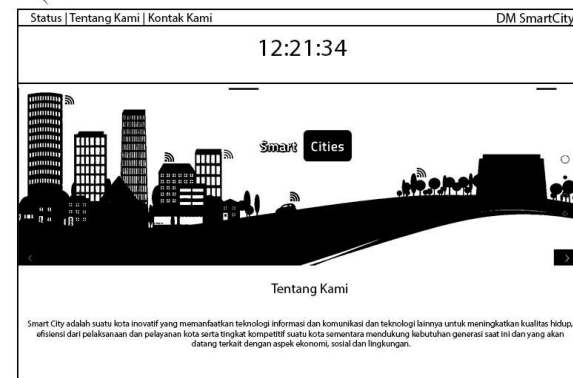 Status | Tentang Kami | Kontak Kami
DM SmartCity
12:21:34
Smart Cities
Tentang Kami
Smart City adalah suatu kota inovatif yang memanfaatkan teknologi informasi dan komunikasi dan teknologi lainnya untuk meningkatkan kualitas hidup,
efisiensi dari pelaksanaan dan pelayanan kota serta tingkat kompetitif suatu kota sementara mendukung kebutuhan generasi saat ini dan yang akan
datang terkait dengan aspek ekonomi, sosial dan lingkungan.